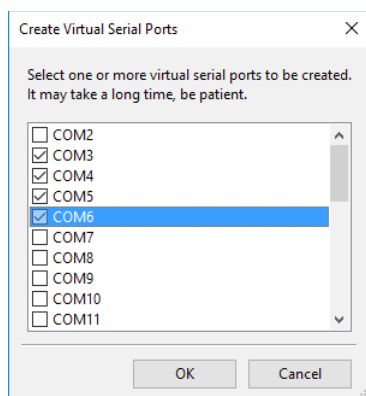 Create Virtual Serial Ports
Select one or more virtual serial ports to be created.
It may take a long time, be patient.
COM2
COM3
COM4
COM5
COM6
COM7
COM8
COM9
COM10
COM11
OK
Cancel